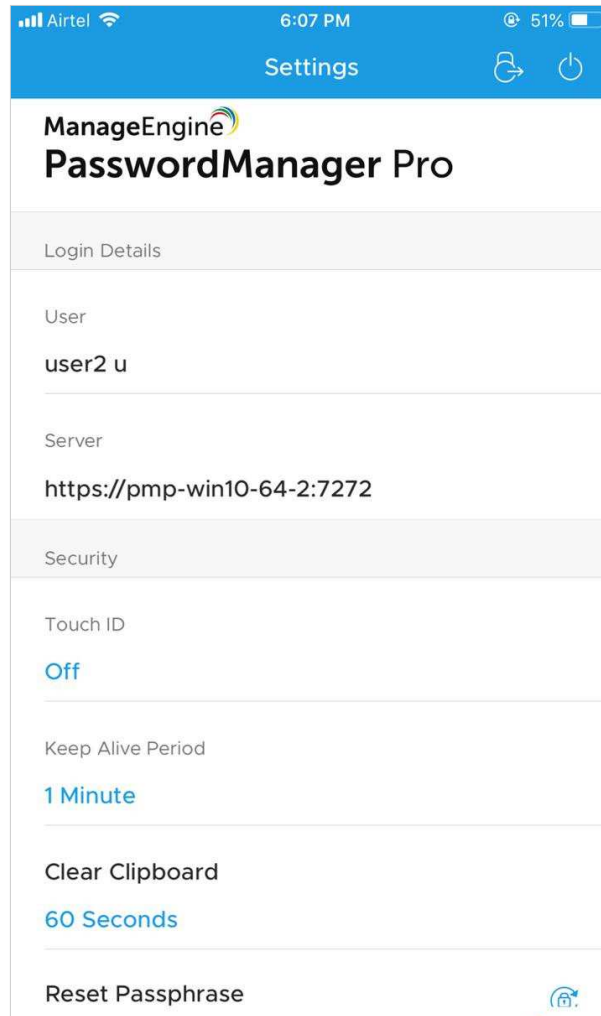 Airtel 6:07 PM 51%
Settings
ManageEngine
PasswordManager Pro
Login Details
User
user2 u
Server
https://pmp-win10-64-2:7272
Security
Touch ID
Off
Keep Alive Period
1 Minute
Clear Clipboard
60 Seconds
Reset Passphrase